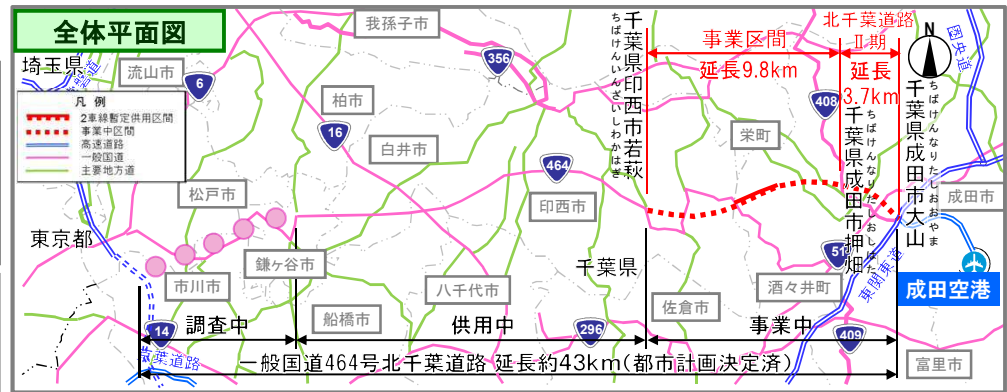 全体平面図
埼玉県
流山市
6
我孫子市
356
柏市
16
白井市
464
印西市
松戸市
凡 例
2車線暫定供用区間
事業中区間
高速道路
一般国道
主要地方道
千葉県印西市若萩
ちばけんいんざいしわかはぎ
事業区間
延長9.8km
北千葉道路
Ⅱ期
延長
3.7km
408
栄町
千葉県成田市押畑
ちばけんなりたしおしはた
N
千葉県成田市大山
ちばけんなりたしおおやま
成田市
成田空港
51
東関東道
酒々井町
佐倉市
409
富里市
東京都
市川市
鎌ヶ谷市
船橋市
八千代市
千葉県
296
14
調査中
供用中
事業中
一般国道464号北千葉道路 延長約43km(都市計画決定済)